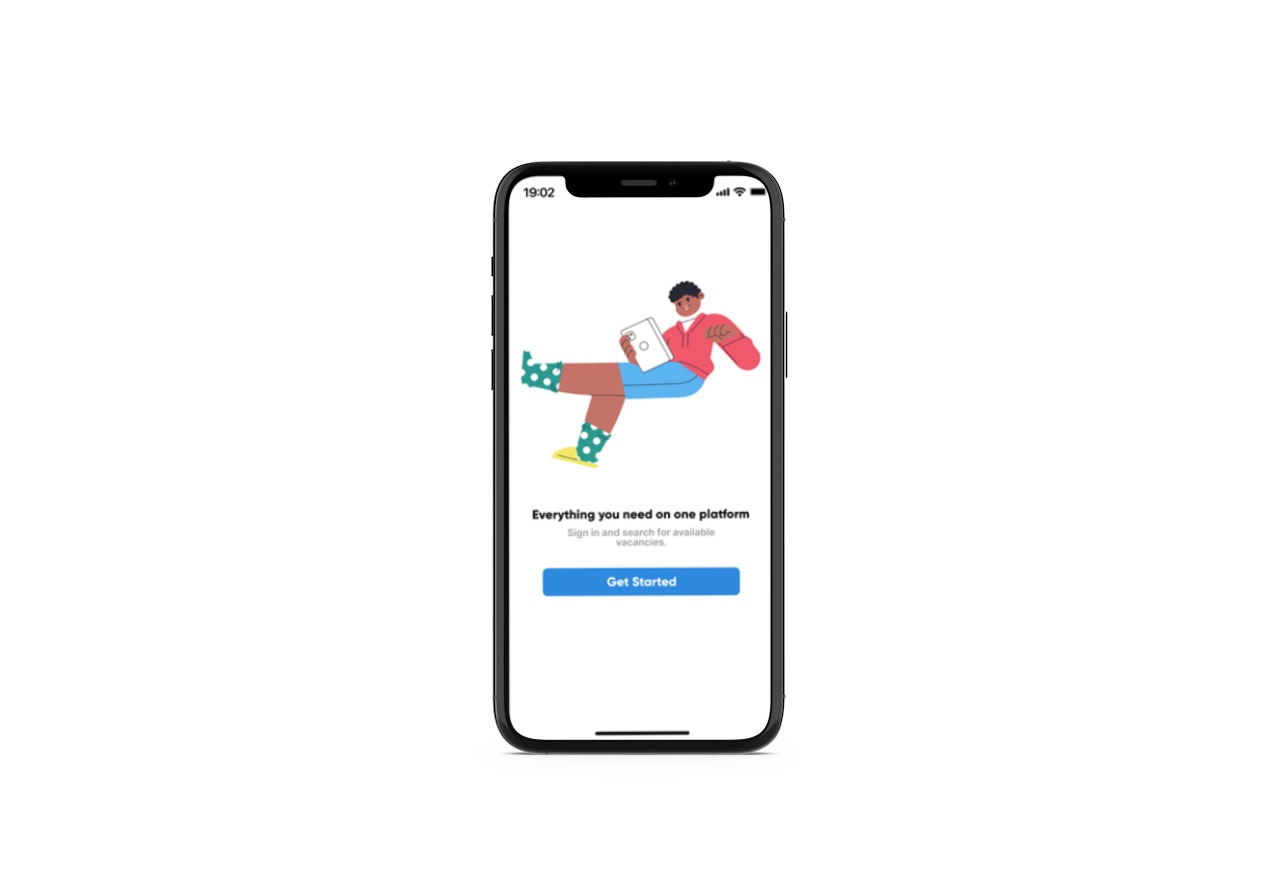 19:02
Everything you need on one platform
Sign in and search for available
vacancies.
Get Started